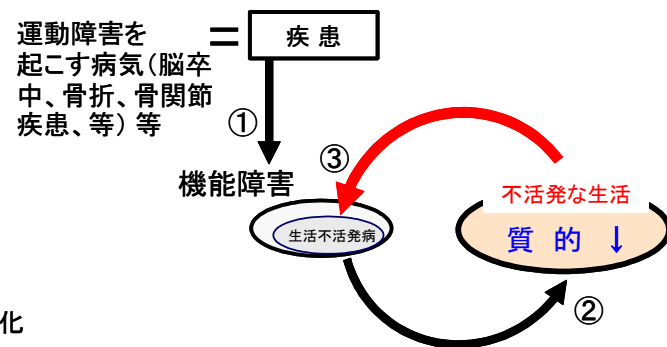 運動障害を
起こす病気(脳卒
中、骨折、骨関節
疾患、等)等
=
疾 患
①
機能障害
③
生活不活発病
不活発な生活
質 的 ↓
②
化